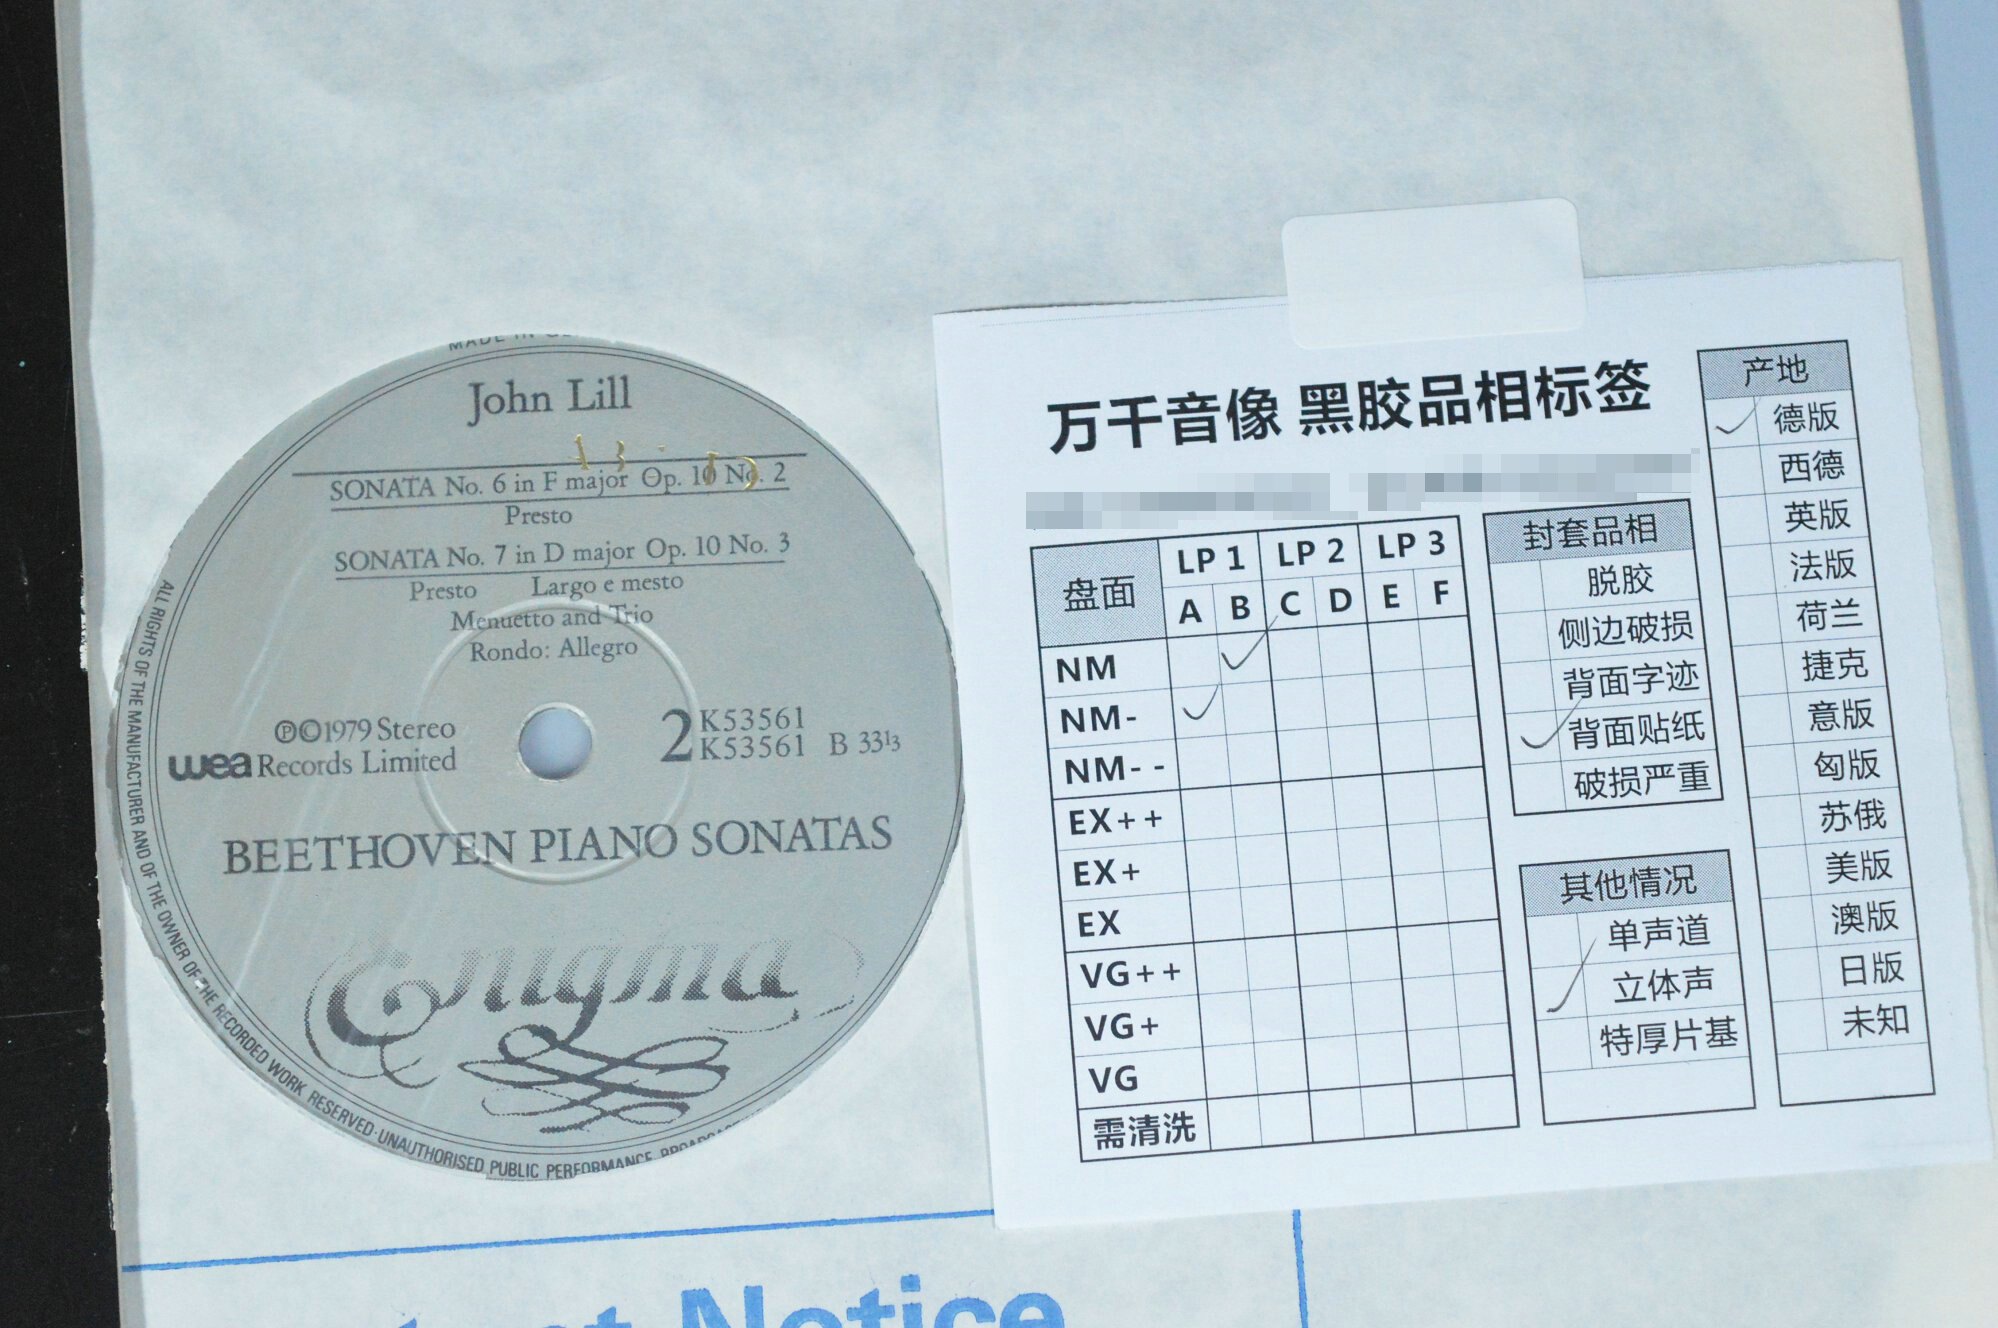 MADE IN GE
John Lill
13.50
SONATA No. 6 in F major Op. 10 No. 2
Presto
SONATA No. 7 in D major Op. 10 No. 3
Presto Largo e mesto
Menuetto and Trio
Rondo: Allegro
ⓅⒸ1979 Stereo
wea Records Limited
2 K53561
K53561 B 33⅓
BEETHOVEN PIANO SONATAS
Enigma
ALL RIGHTS OF THE MANUFACTURER AND OF THE OWNER OF THE RECORDED WORK RESERVED·UNAUTHORISED PUBLIC PERFORMANCE BROADCAST
Notice
万千音像 黑胶品相标签
盘面 LP 1 LP 2 LP 3
A B C D E F
NM
NM-
NM--
EX++
EX+
EX
VG++
VG+
VG
需清洗
封套品相
脱胶
侧边破损
背面字迹
背面贴纸
破损严重
其他情况
单声道
立体声
特厚片基
产地
德版
西德
英版
法版
荷兰
捷克
意版
匈版
苏俄
美版
澳版
日版
未知